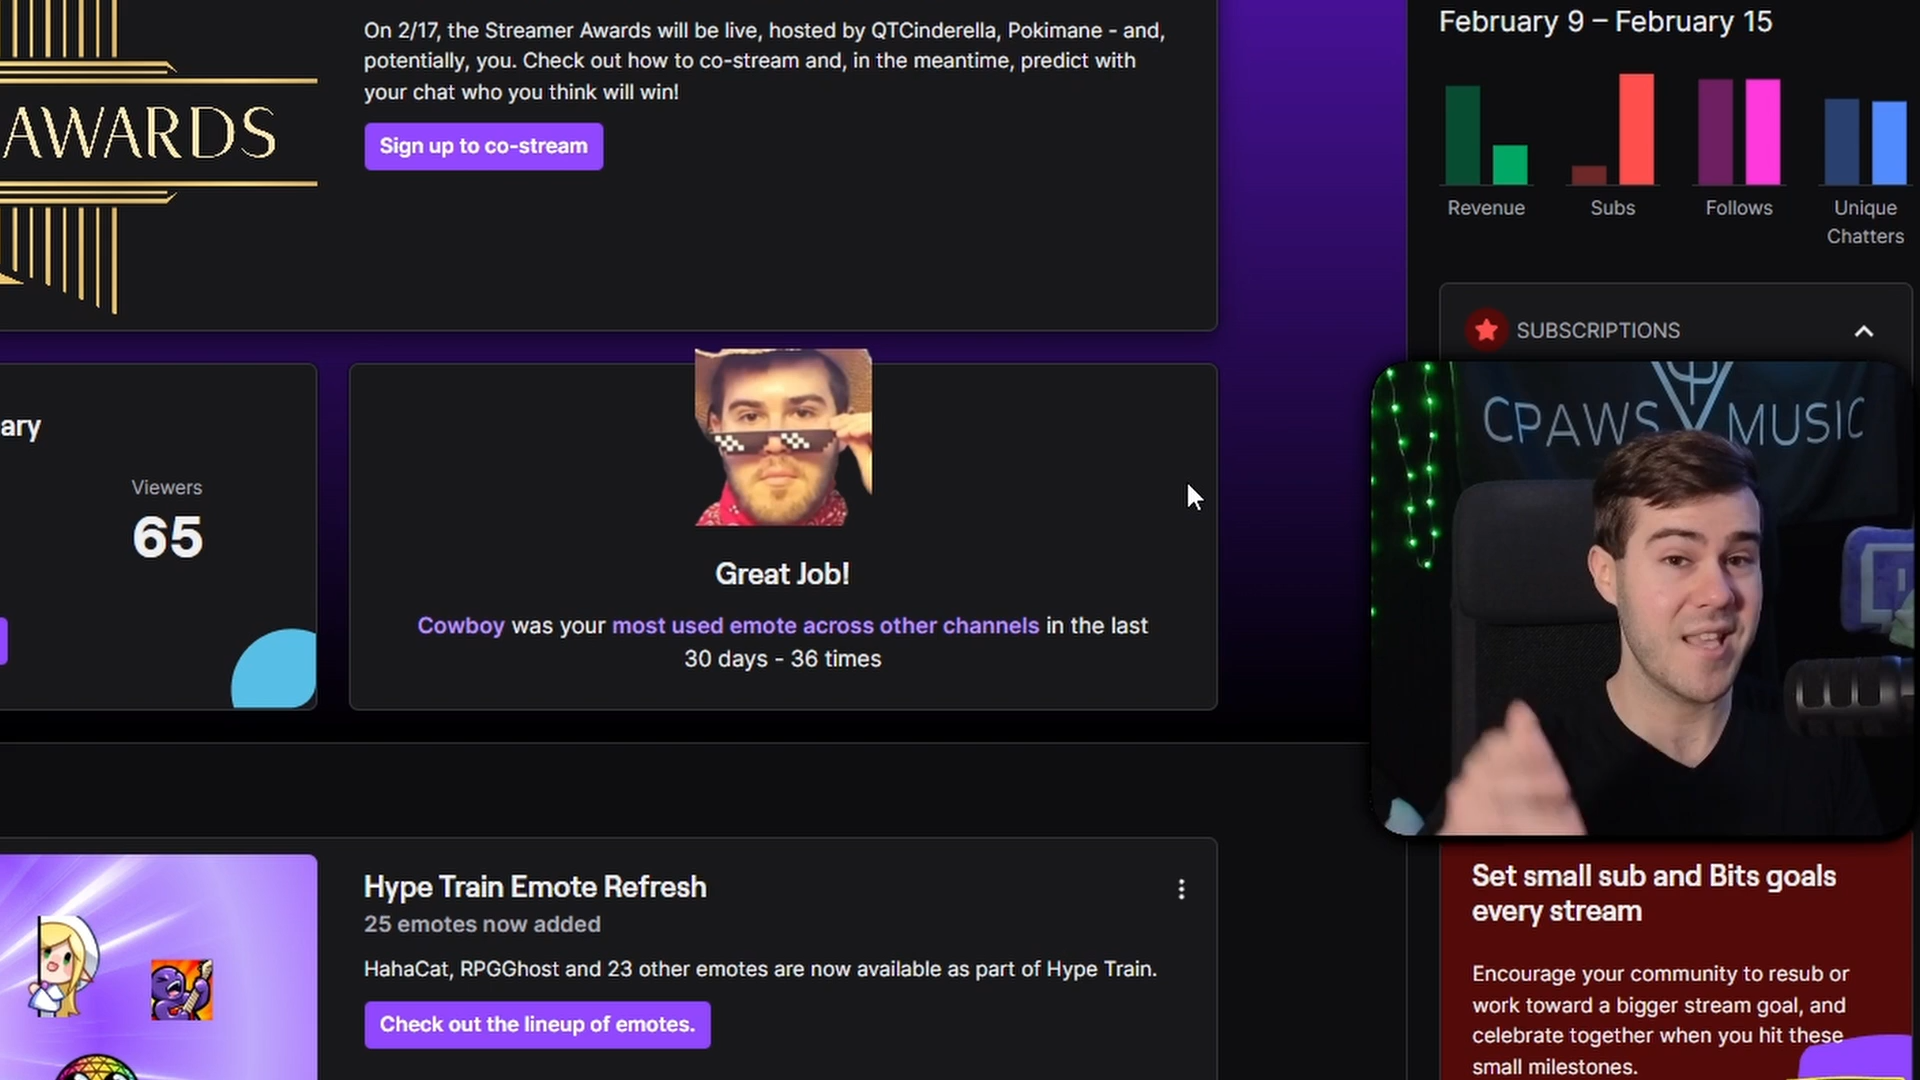 On 2/17, the Streamer Awards will be live, hosted by QTCinderella, Pokimane - and,
potentially, you. Check out how to co-stream and, in the meantime, predict with
your chat who you think will win!
Sign up to co-stream
AWARDS
February 9 – February 15
Revenue
Subs
Follows
Unique
Chatters
SUBSCRIPTIONS
CPAWS MUSIC
ary
Viewers
65
Great Job!
Cowboy was your most used emote across other channels in the last
30 days - 36 times
Hype Train Emote Refresh
25 emotes now added
HahaCat, RPGGhost and 23 other emotes are now available as part of Hype Train.
Check out the lineup of emotes.
Set small sub and Bits goals
every stream
Encourage your community to resub or
work toward a bigger stream goal, and
celebrate together when you hit these
small milestones.